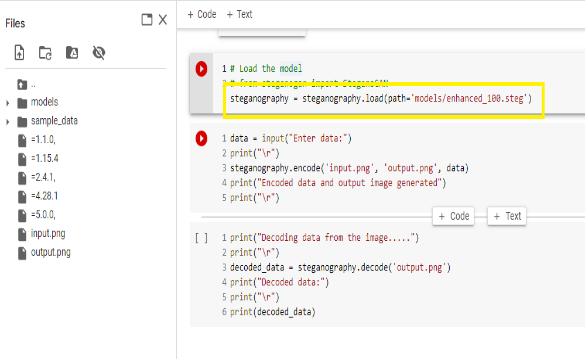 Files
+ Code + Text
..
models
sample_data
=1.1.0,
=1.15.4
=2.4.1,
=4.28.1
=5.0.0,
input.png
output.png
1 # Load the model
2 # from steganogan import SteganoGAN
steganography = steganography.load(path='models/enhanced_100.steg')
1 data = input("Enter data:")
2 print("\r")
3 steganography.encode('input.png', 'output.png', data)
4 print("Encoded data and output image generated")
5 print("\r")
+ Code + Text
[ ] 1 print("Decoding data from the image.....")
2 print("\r")
3 decoded_data = steganography.decode('output.png')
4 print("Decoded data:")
5 print("\r")
6 print(decoded_data)